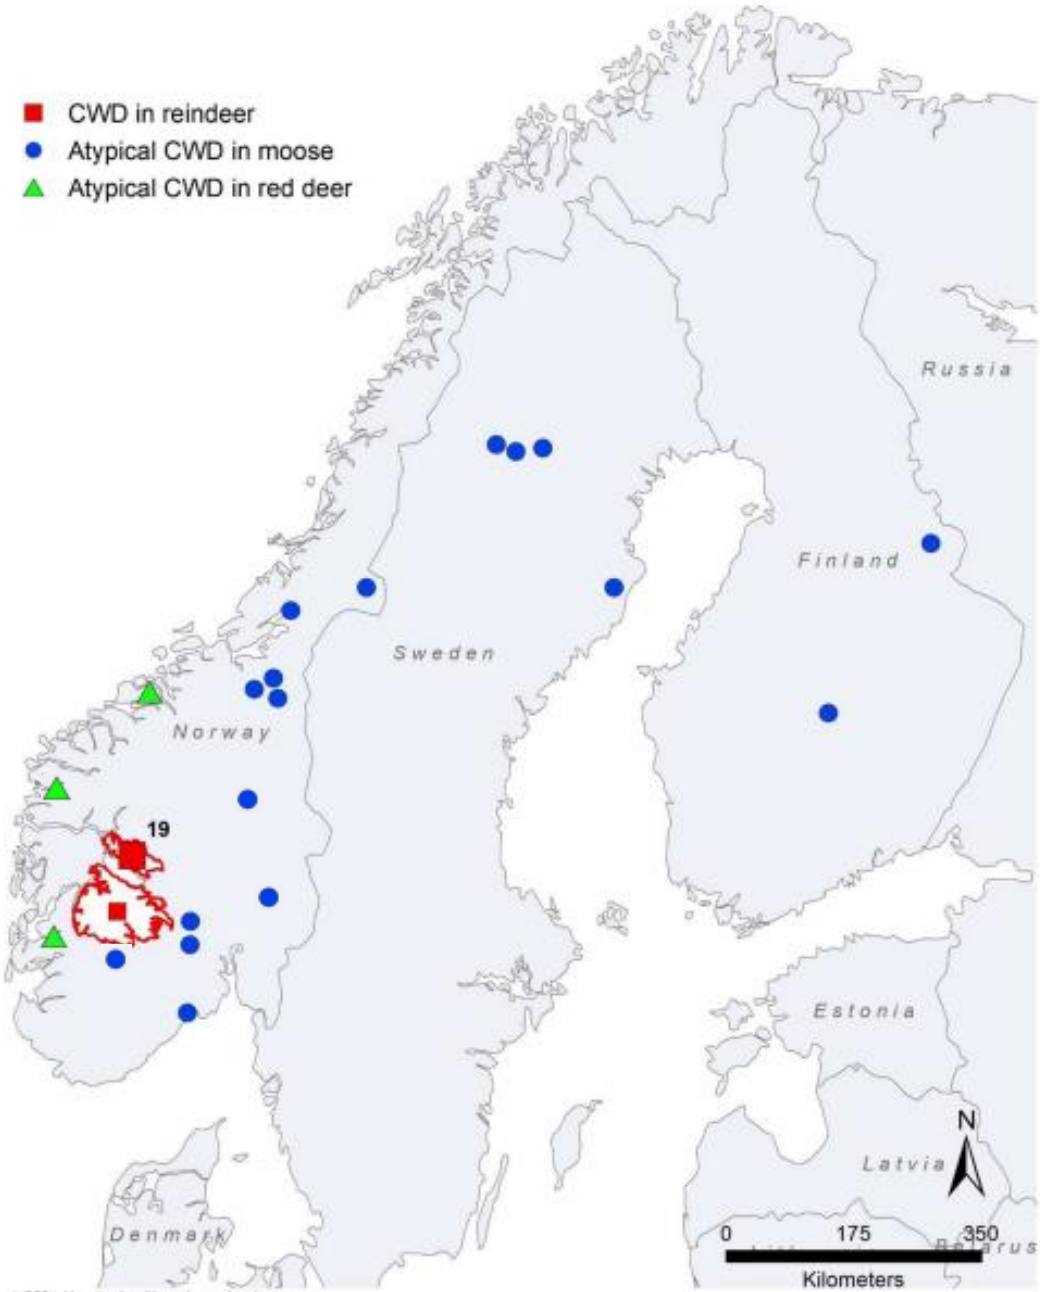 CWD in reindeer
Atypical CWD in moose
Atypical CWD in red deer
Russia
Finland
Sweden
Norway
19
Estonia
N
Latvia
Denmark
0 175 350
Belarus
Kilometers